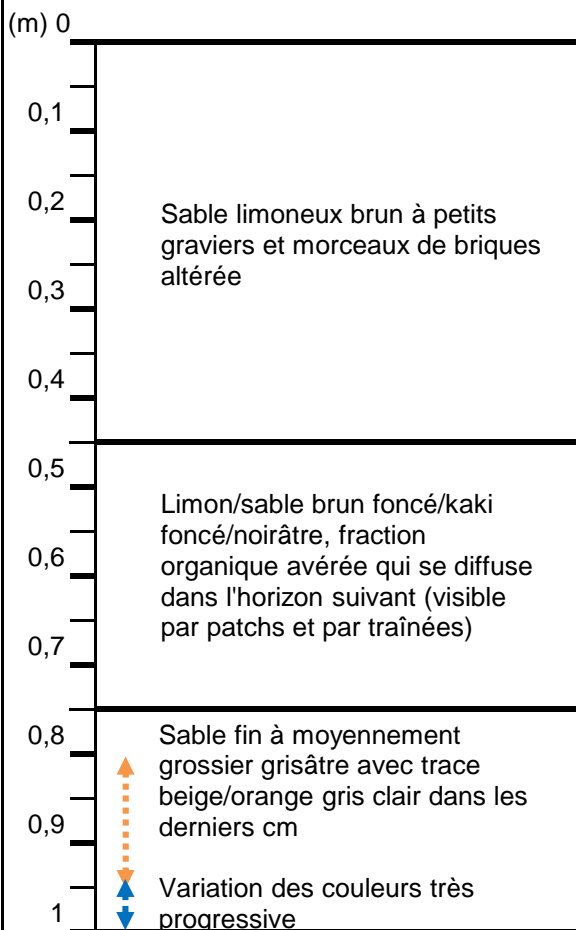 (m) 0
0,1
0,2
Sable limoneux brun à petits
graviers et morceaux de briques
altérée
0,3
0,4
0,5
Limon/sable brun foncé/kaki
foncé/noirâtre, fraction
organique avérée qui se diffuse
dans l'horizon suivant (visible
par patchs et par traînées)
0,6
0,7
0,8
Sable fin à moyennement
grossier grisâtre avec trace
beige/orange gris clair dans les
derniers cm
0,9
Variation des couleurs très
progressive
1